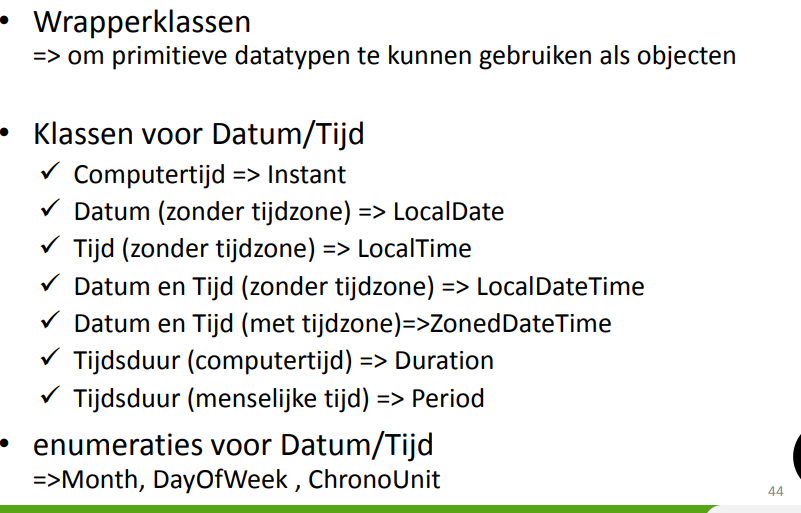 • Wrapperklassen
=> om primitieve datatypen te kunnen gebruiken als objecten
• Klassen voor Datum/Tijd
✓ Computertijd => Instant
✓ Datum (zonder tijdzone) => LocalDate
✓ Tijd (zonder tijdzone) => LocalTime
✓ Datum en Tijd (zonder tijdzone) => LocalDateTime
✓ Datum en Tijd (met tijdzone)=>ZonedDateTime
✓ Tijdsduur (computertijd) => Duration
✓ Tijdsduur (menselijke tijd) => Period
• enumeraties voor Datum/Tijd
=>Month, DayOfWeek , ChronoUnit
44